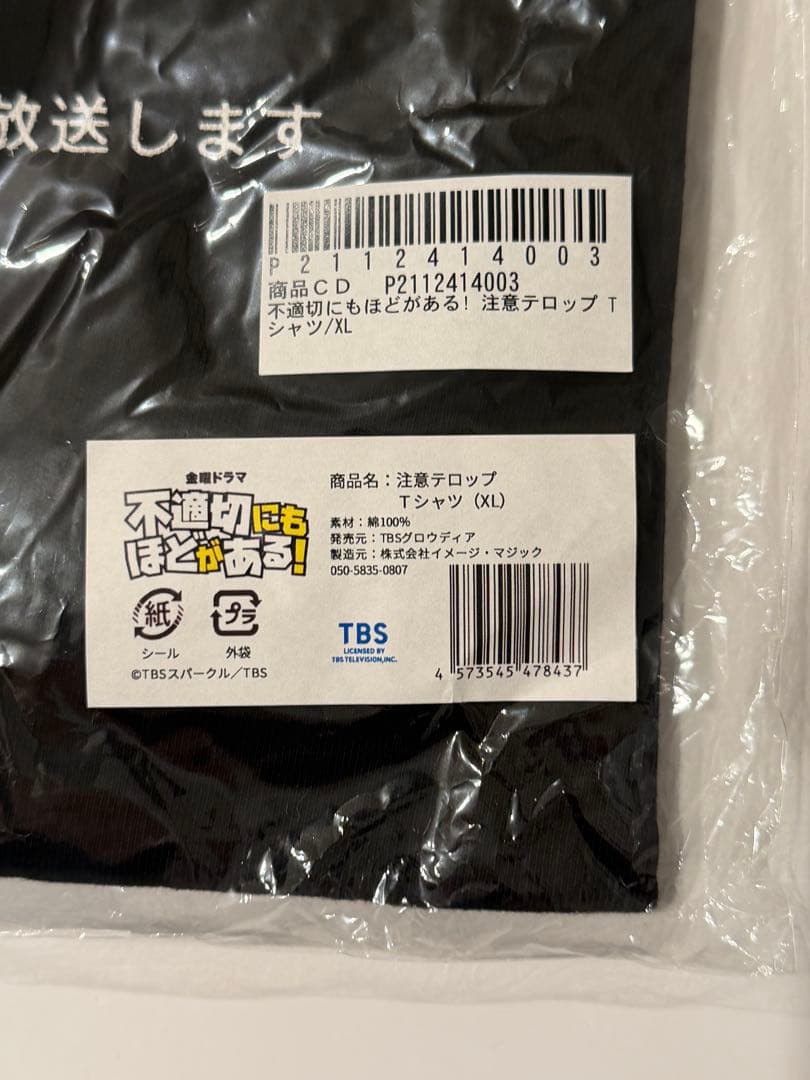 放送します
P2112414003
商品ＣＤ P2112414003
不適切にもほどがある! 注意テロップ T
シャツ/XL
金曜ドラマ
不適切にも
ほどがある!
商品名：注意テロップ
Tシャツ（XL）
素材：綿100%
発売元：TBSグロウディア
製造元：株式会社イメージ・マジック
050-5835-0807
紙
シール
プラ
外袋
©TBSスパークル／TBS
TBS
LICENSED BY
TBS TELEVISION,INC.
4 573545 478437